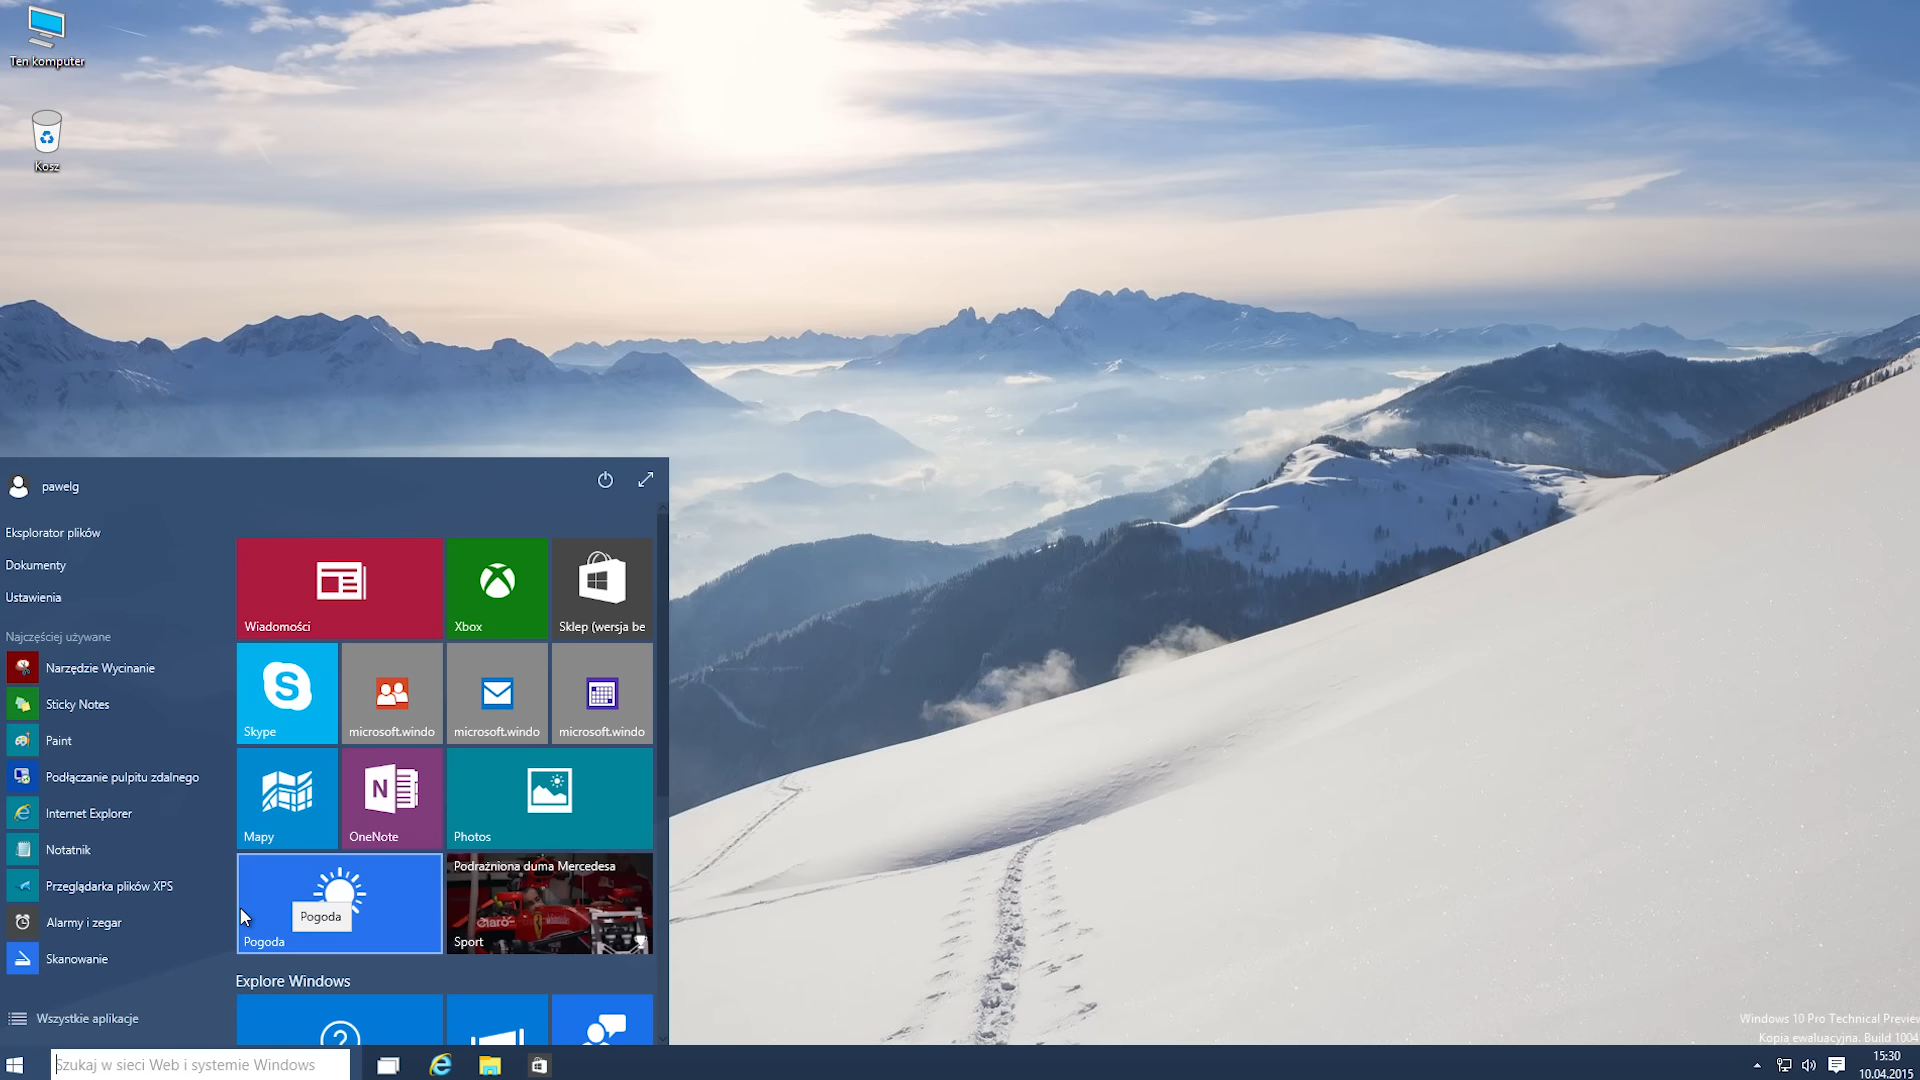 Ten komputer
Kosz
pawelg
Eksplorator plików
Dokumenty
Ustawienia
Najczęściej używane
Narzędzie Wycinanie
Sticky Notes
Paint
Podłączanie pulpitu zdalnego
Internet Explorer
Notatnik
Przeglądarka plików XPS
Alarmy i zegar
Skanowanie
Wszystkie aplikacje
Wiadomości
Xbox
Sklep (wersja be
Skype
microsoft.windo
microsoft.windo
microsoft.windo
Mapy
OneNote
Photos
Pogoda
Pogoda
Podrażniona duma Mercedesa
Claro
Sport
Explore Windows
Szukaj w sieci Web i systemie Windows
Windows 10 Pro Technical Preview
Kopia ewaluacyjna. Build 1004
15:30
10.04.2015